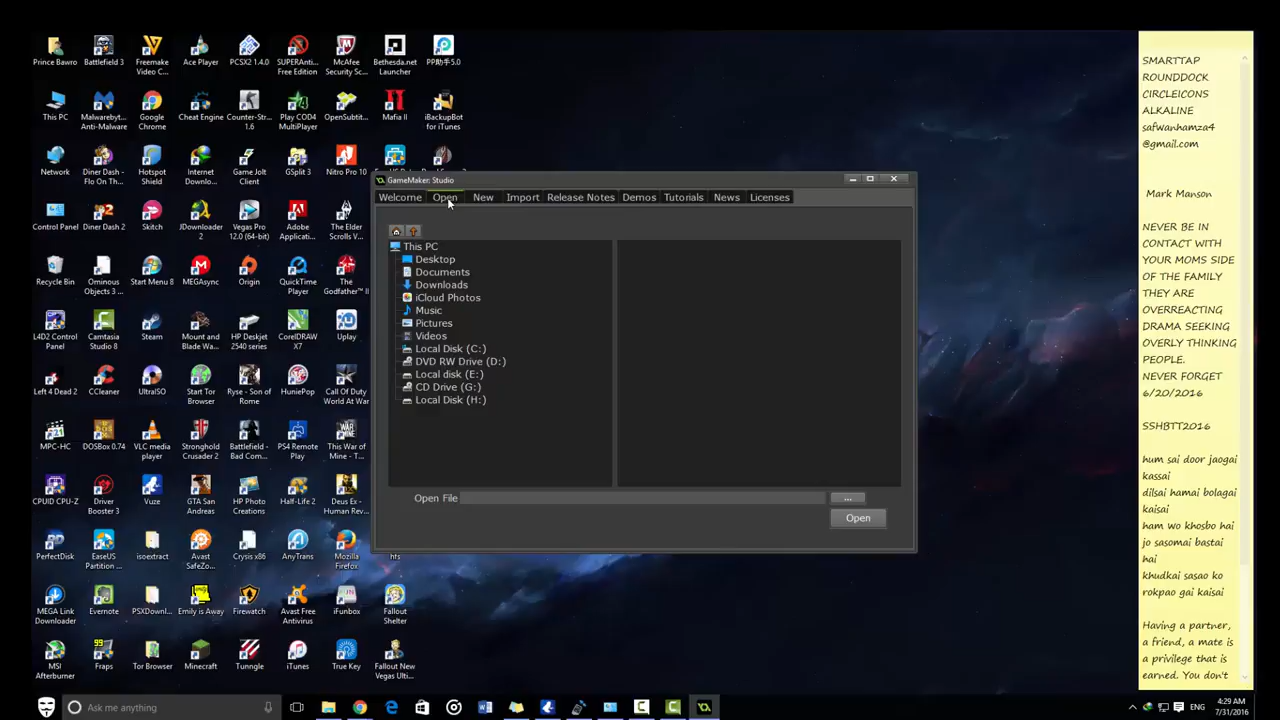 Prince Bawro
Battlefield 3
Freemake
Video C...
Ace Player
PCSX2 1.4.0
SUPERAnti...
Free Edition
McAfee
Security Sc...
Bethesda.net
Launcher
PP助手5.0
This PC
Malwarebyt...
Anti-Malware
Google
Chrome
Cheat Engine
Counter-Str...
1.6
Play COD4
MultiPlayer
OpenSubtit...
Mafia II
iBackupBot
for iTunes
Network
Diner Dash -
Flo On Th...
Hotspot
Shield
Internet
Downlo...
Game Jolt
Client
GSplit 3
Nitro Pro 10
Control Panel
Diner Dash 2
Skitch
JDownloader
2
Vegas Pro
12.0 (64-bit)
Adobe
Applicati...
The Elder
Scrolls V...
Recycle Bin
Ominous
Objects 3...
Start Menu 8
MEGAsync
Origin
QuickTime
Player
The
Godfather™ II
L4D2 Control
Panel
Camtasia
Studio 8
Steam
Mount and
Blade Wa...
HP Deskjet
2540 series
CorelDRAW
X7
Uplay
Left 4 Dead 2
CCleaner
UltraISO
Start Tor
Browser
Ryse - Son of
Rome
HuniePop
Call Of Duty
World At War
MPC-HC
DOSBox 0.74
VLC media
player
Stronghold
Crusader 2
Battlefield -
Bad Com...
PS4 Remote
Play
This War of
Mine - T...
CPUID CPU-Z
Driver
Booster 3
Vuze
GTA San
Andreas
HP Photo
Creations
Half-Life 2
Deus Ex -
Human Rev...
PerfectDisk
EaseUS
Partition ...
isoextract
Avast
SafeZo...
Crysis x86
AnyTrans
Mozilla
Firefox
hfs
MEGA Link
Downloader
Evernote
PSXDownl...
Emily is Away
Firewatch
Avast Free
Antivirus
iFunbox
Fallout
Shelter
MSI
Afterburner
Fraps
Tor Browser
Minecraft
Tunngle
iTunes
True Key
Fallout New
Vegas Ulti...
GameMaker: Studio
Welcome Open New Import Release Notes Demos Tutorials News Licenses
This PC
Desktop
Documents
Downloads
iCloud Photos
Music
Pictures
Videos
Local Disk (C:)
DVD RW Drive (D:)
Local disk (E:)
CD Drive (G:)
Local Disk (H:)
Open File
...
Open
SMARTTAP
ROUNDDOCK
CIRCLEICONS
ALKALINE
safwanhamza4
@gmail.com
Mark Manson
NEVER BE IN
CONTACT WITH
YOUR MOMS SIDE
OF THE FAMILY
THEY ARE
OVERREACTING
DRAMA SEEKING
OVERLY THINKING
PEOPLE.
NEVER FORGET
6/20/2016
SSHBTT2016
hum sai door jaogai
kassai
dilsai hamai bolagai
kaisai
ham wo khosbo hai
jo sasomai bastai
hai
khudkai sasao ko
rokpao gai kaisai
Having a partner,
a friend, a mate is
a privilege that is
earned. You don't
Ask me anything
ENG
4:29 AM
7/31/2016